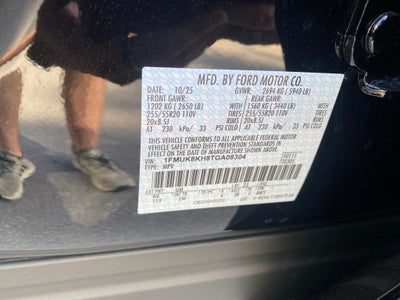 MFD. BY FORD MOTOR CO.
DATE: 10/25 GVWR: 2694 KG ( 5940 LB)
FRONT GAWR: REAR GAWR:
1202 KG ( 2650 LB) 1560 KG ( 3440 LB)
255/55R20 110V TIRES 255/55R20 110V
20x8.5J RIMS 20x8.5J
AT 230 kPa/ 33 PSI COLD AT 230 kPa/ 33 PSI COLD
THIS VEHICLE CONFORMS TO ALL APPLICABLE FEDERAL MOTOR
VEHICLE SAFETY AND THEFT PREVENTION STANDARDS IN
EFFECT ON THE DATE OF MANUFACTURE SHOWN ABOVE.
VIN: 1FMUK8KH8TGA08304
TYPE: MPV